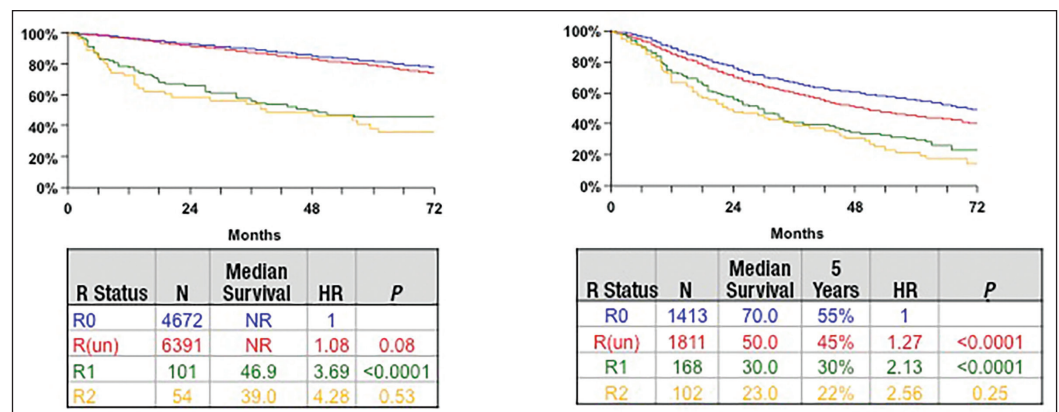 100%
80%
60%
40%
20%
0%
0 24 48 72
Months
R Status N Median Survival HR P
R0 4672 NR 1
R(un) 6391 NR 1.08 0.08
R1 101 46.9 3.69 <0.0001
R2 54 39.0 4.28 0.53
100%
80%
60%
40%
20%
0%
0 24 48 72
Months
R Status N Median Survival 5 Years HR P
R0 1413 70.0 55% 1
R(un) 1811 50.0 45% 1.27 <0.0001
R1 168 30.0 30% 2.13 <0.0001
R2 102 23.0 22% 2.56 0.25